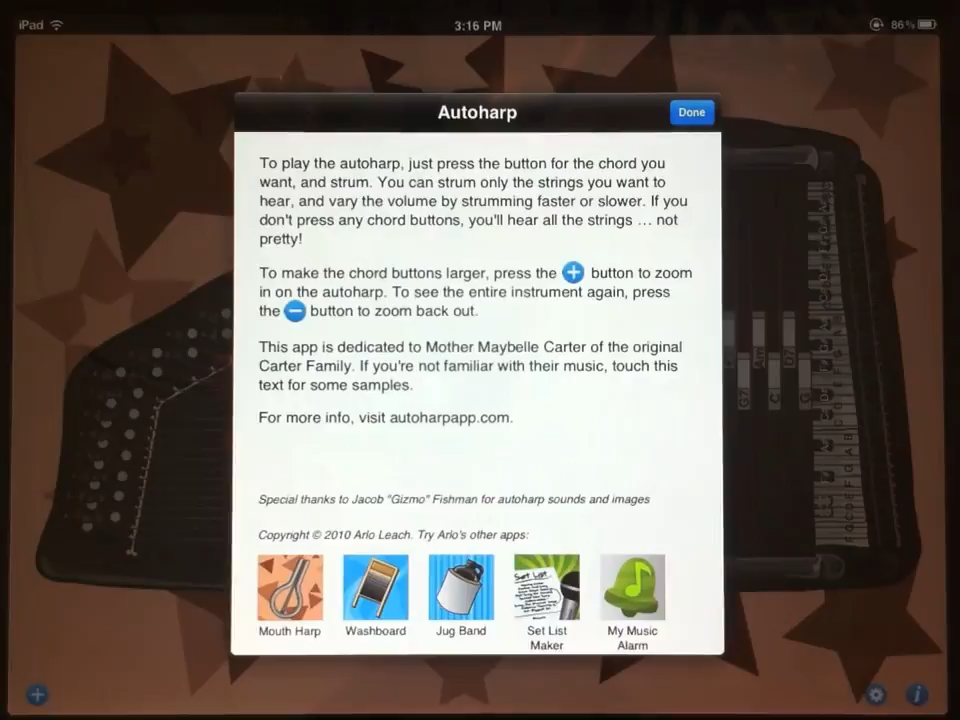 iPad
3:16 PM
86%
Autoharp
Done
To play the autoharp, just press the button for the chord you
want, and strum. You can strum only the strings you want to
hear, and vary the volume by strumming faster or slower. If you
don't press any chord buttons, you'll hear all the strings ... not
pretty!
To make the chord buttons larger, press the + button to zoom
in on the autoharp. To see the entire instrument again, press
the − button to zoom back out.
This app is dedicated to Mother Maybelle Carter of the original
Carter Family. If you're not familiar with their music, touch this
text for some samples.
For more info, visit autoharpapp.com.
Special thanks to Jacob "Gizmo" Fishman for autoharp sounds and images
Copyright © 2010 Arlo Leach. Try Arlo's other apps:
Set List
Mouth Harp
Washboard
Jug Band
Set List
Maker
My Music
Alarm
G7
Am
C
D7
G